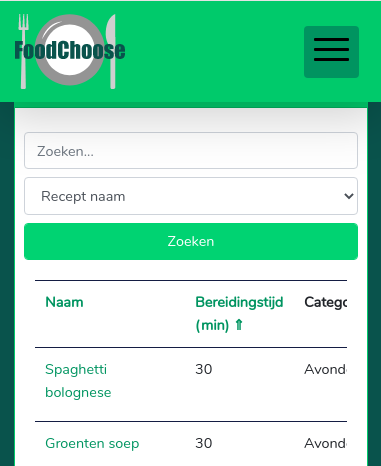 FoodChoose
Zoeken...
Recept naam
Zoeken
Naam Bereidingstijd Catego
(min) ⇑
Spaghetti 30 Avond
bolognese
Groenten soep 30 Avond